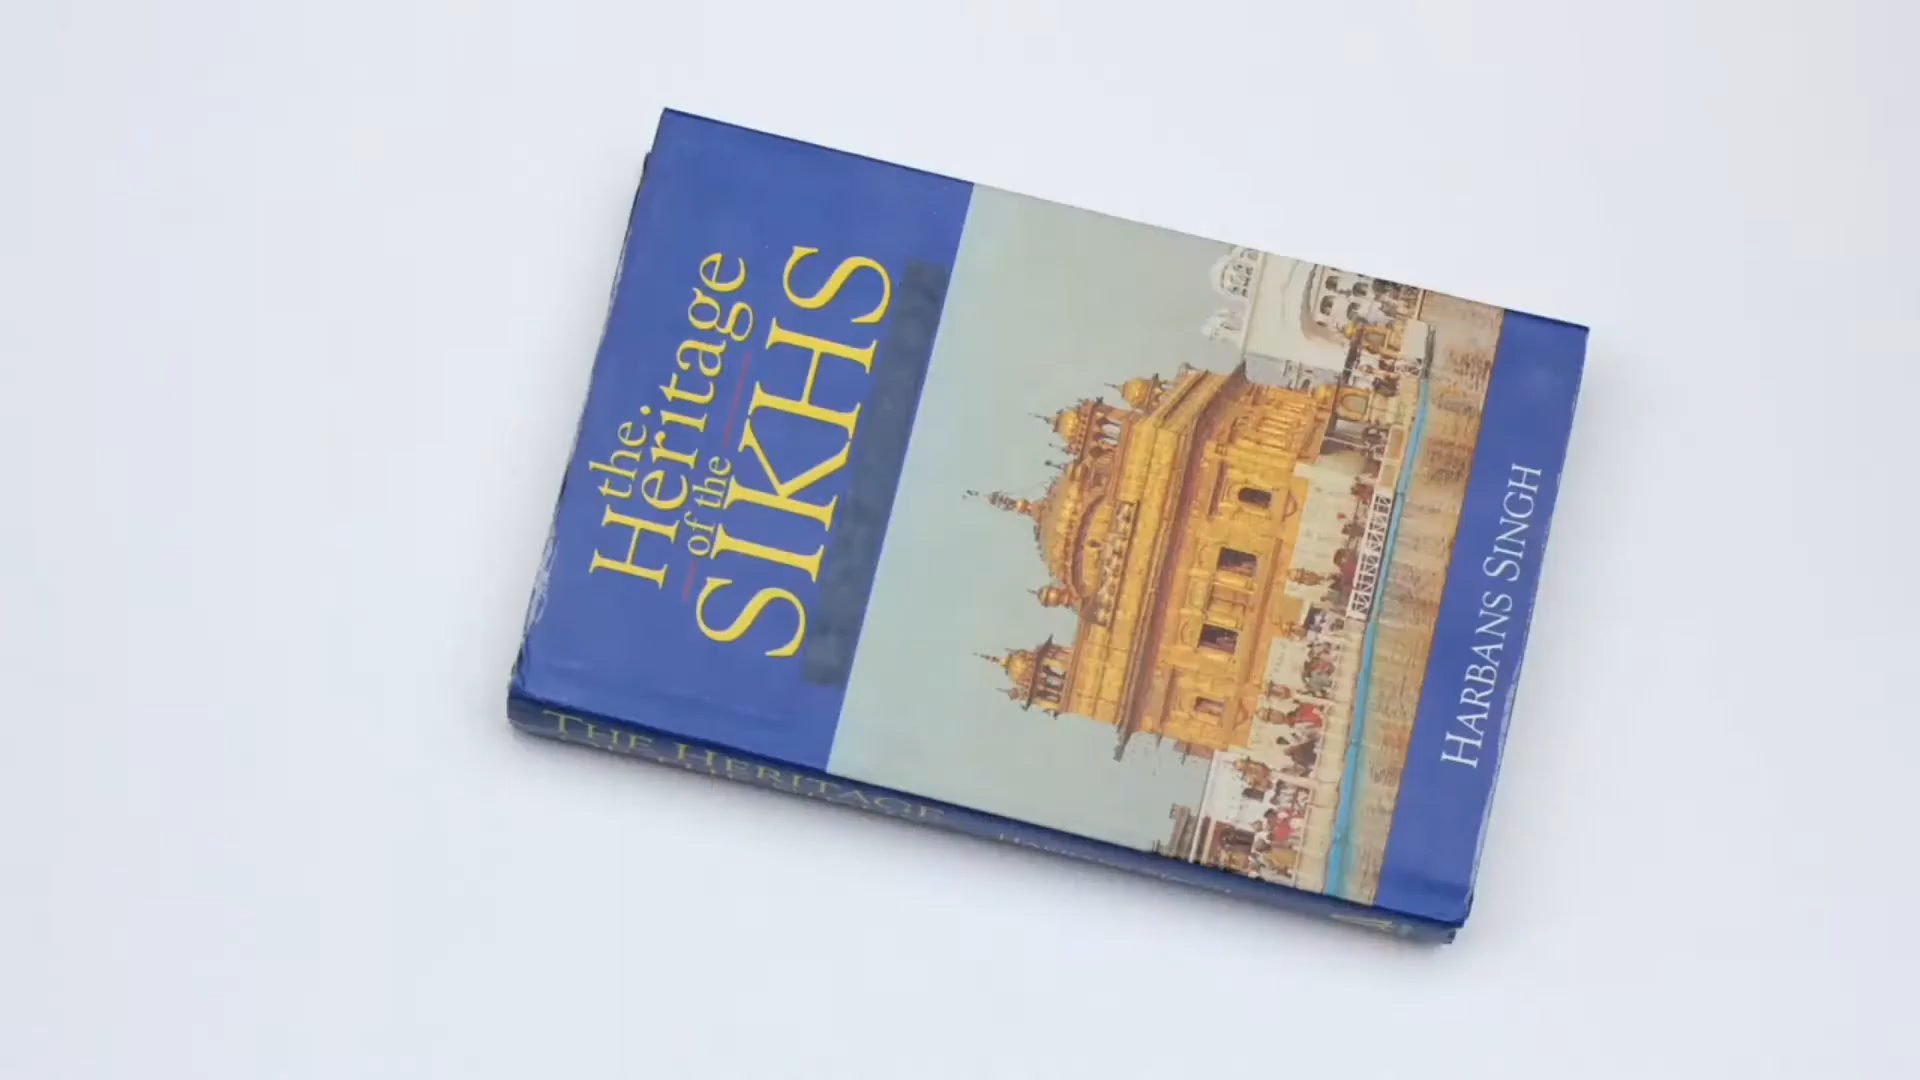 the
Heritage
of the
SIKHS
HARBANS SINGH
THE HERITAGE